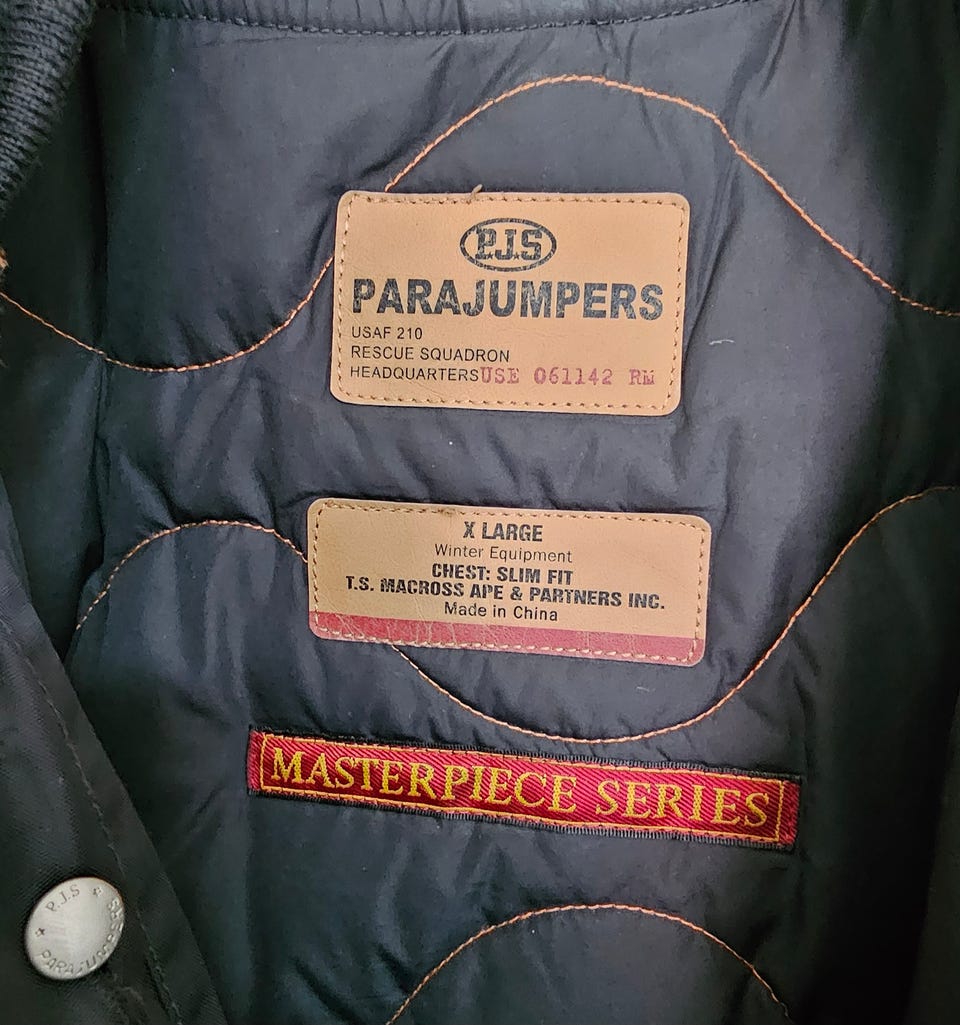 P.J.S
PARAJUMPERS
USAF 210
RESCUE SQUADRON
HEADQUARTERS USE 061142 RM
X LARGE
Winter Equipment
CHEST: SLIM FIT
T.S. MACROSS APE & PARTNERS INC.
Made in China
MASTERPIECE SERIES
P.J.S
PARAJUMPERS